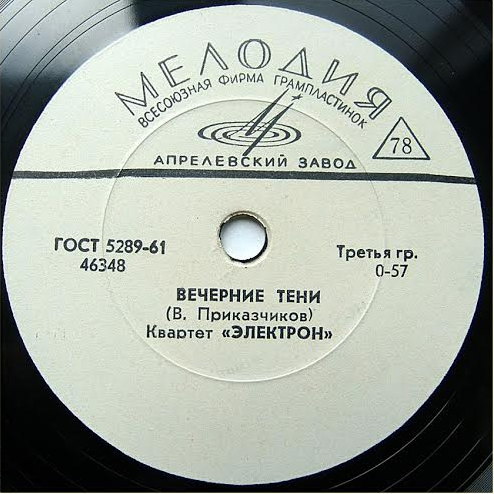 МЕЛОДИЯ
ВСЕСОЮЗНАЯ ФИРМА ГРАМПЛАСТИНОК
78
АПРЕЛЕВСКИЙ ЗАВОД
ГОСТ 5289-61
46348
Третья гр.
0-57
ВЕЧЕРНИЕ ТЕНИ
(В. Приказчиков)
Квартет «ЭЛЕКТРОН»